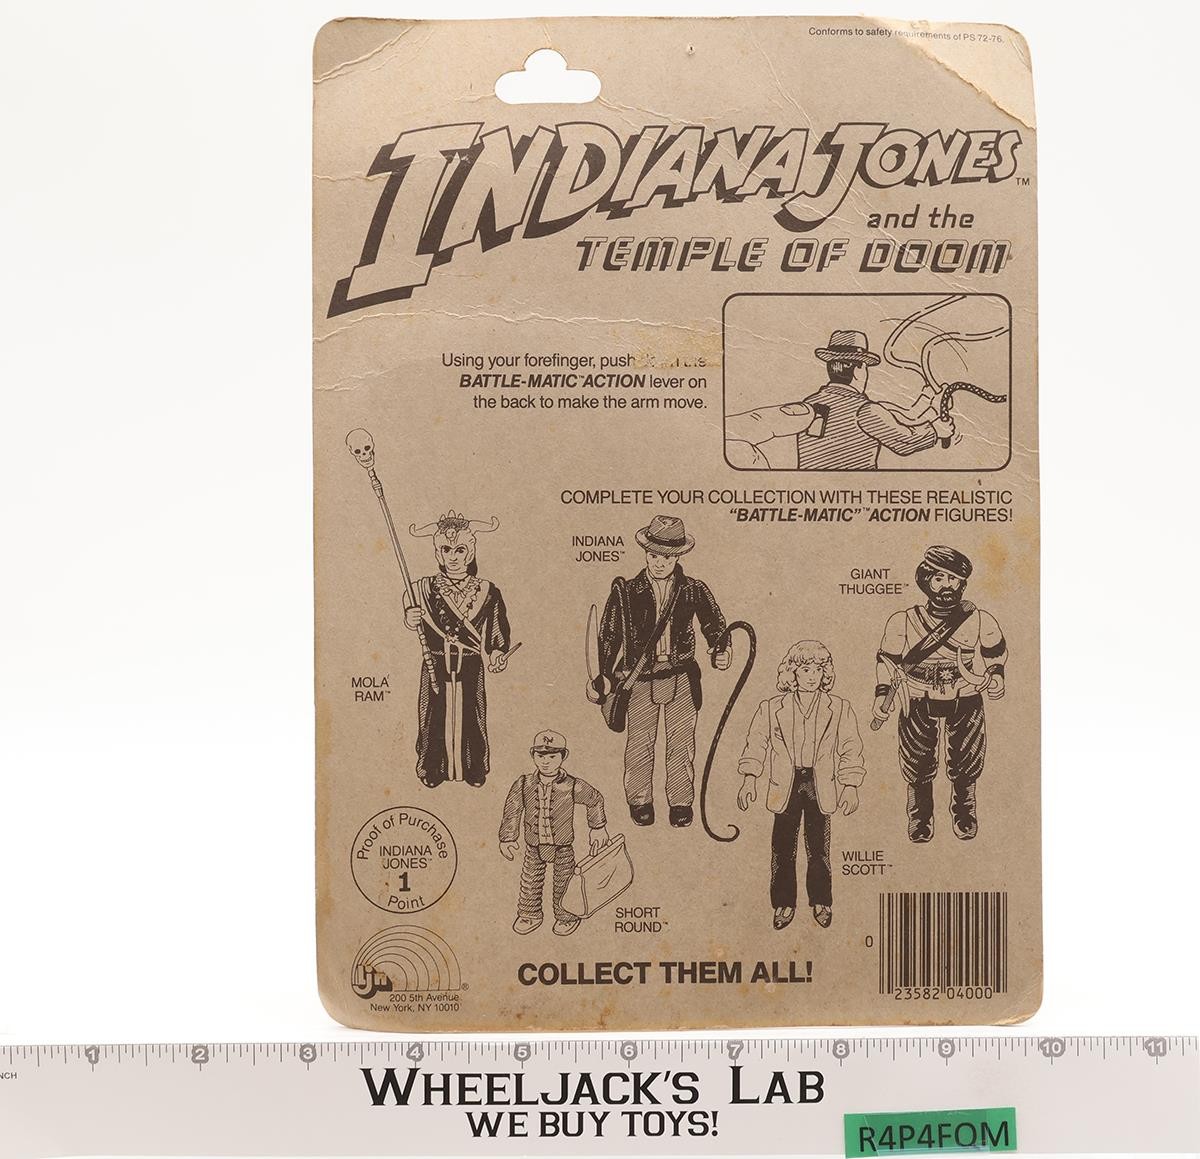 Conforms to safety requirements of PS 72-76.
INDIANA JONES™
and the
TEMPLE OF DOOM
Using your forefinger, push
BATTLE-MATIC™ ACTION lever on
the back to make the arm move.
COMPLETE YOUR COLLECTION WITH THESE REALISTIC
"BATTLE-MATIC"™ ACTION FIGURES!
INDIANA
JONES™
GIANT
THUGGEE™
MOLA
RAM™
WILLIE
SCOTT™
SHORT
ROUND™
Proof of Purchase
INDIANA
JONES™
1
Point
ljn®
200 5th Avenue
New York, NY 10010
COLLECT THEM ALL!
0
23582 04000
1 2 3 4 5 6 7 8 9 10 11
NCH
WHEELJACK'S LAB
WE BUY TOYS!
R4P4FQM